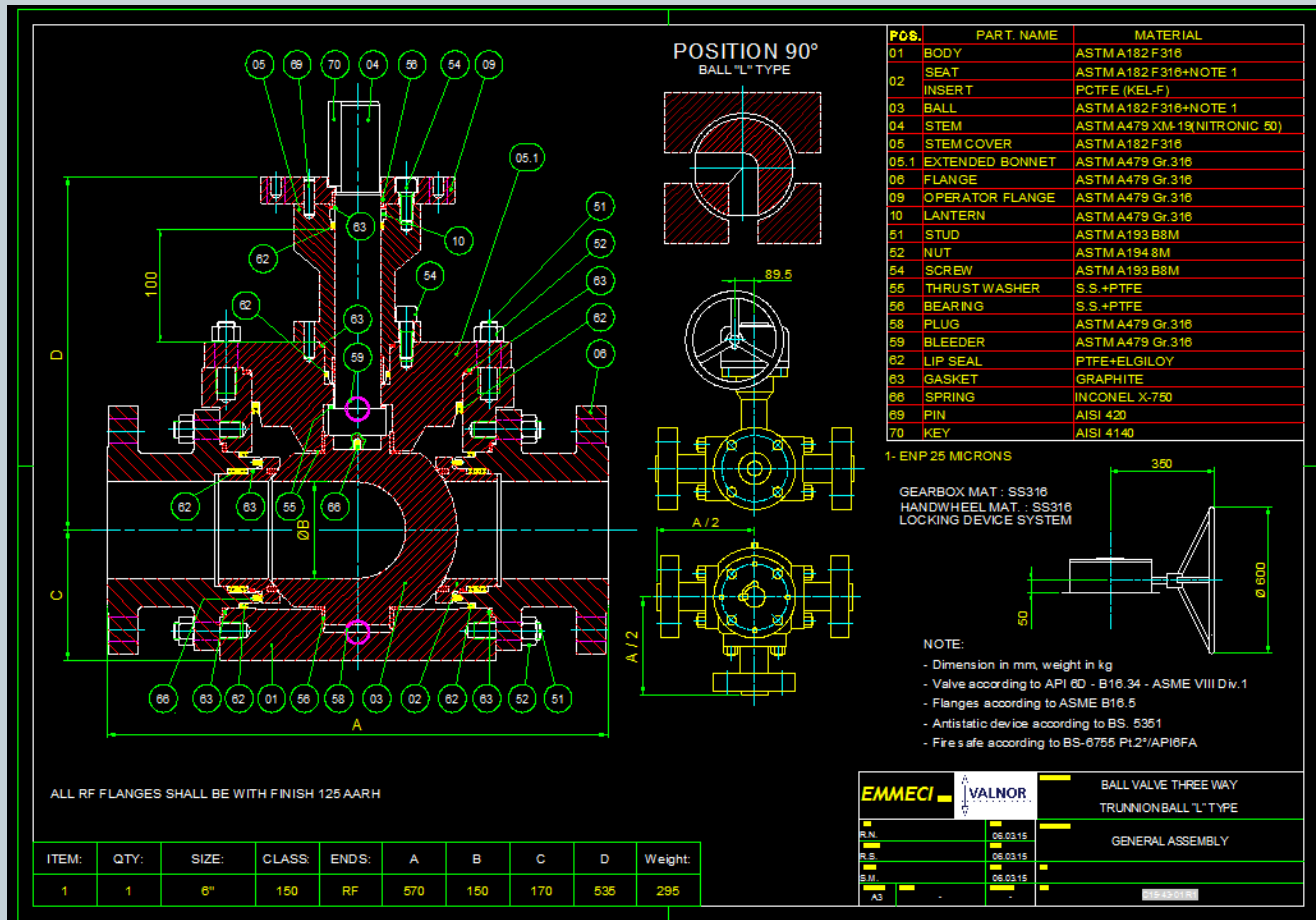 05 69 70 04 56 54 09
05.1
51
52
63
62
06
63
10
62
54
62
63
59
100
D
C
ØB
62 63 55 66
66 63 62 01 56 58 03 02 62 63 52 51
A
POSITION 90°
BALL "L" TYPE
89.5
A / 2
A / 2
POS. PART. NAME MATERIAL
01 BODY ASTM A182 F316
02 SEAT ASTM A182 F316+NOTE 1
INSERT PCTFE (KEL-F)
03 BALL ASTM A182 F316+NOTE 1
04 STEM ASTM A479 XM-19(NITRONIC 50)
05 STEM COVER ASTM A182 F316
05.1 EXTENDED BONNET ASTM A479 Gr.316
06 FLANGE ASTM A479 Gr.316
09 OPERATOR FLANGE ASTM A479 Gr.316
10 LANTERN ASTM A479 Gr.316
51 STUD ASTM A193 B8M
52 NUT ASTM A194 8M
54 SCREW ASTM A193 B8M
55 THRUST WASHER S.S.+PTFE
56 BEARING S.S.+PTFE
58 PLUG ASTM A479 Gr.316
59 BLEEDER ASTM A479 Gr.316
62 LIP SEAL PTFE+ELGILOY
63 GASKET GRAPHITE
66 SPRING INCONEL X-750
69 PIN AISI 420
70 KEY AISI 4140
1- ENP 25 MICRONS
GEARBOX MAT : SS316
HANDWHEEL MAT. : SS316
LOCKING DEVICE SYSTEM
350
50
Ø 600
NOTE:
- Dimension in mm, weight in kg
- Valve according to API 6D - B16.34 - ASME VIII Div.1
- Flanges according to ASME B16.5
- Antistatic device according to BS. 5351
- Fire safe according to BS-6755 Pt.2°/API6FA
ALL RF FLANGES SHALL BE WITH FINISH 125 AARH
ITEM: QTY: SIZE: CLASS: ENDS: A B C D Weight:
1 1 6" 150 RF 570 150 170 535 295
EMMECI VALNOR
BALL VALVE THREE WAY
TRUNNION BALL "L" TYPE
GENERAL ASSEMBLY
R.N. 06.03.15
R.S. 06.03.15
S.M. 06.03.15
A3 - -